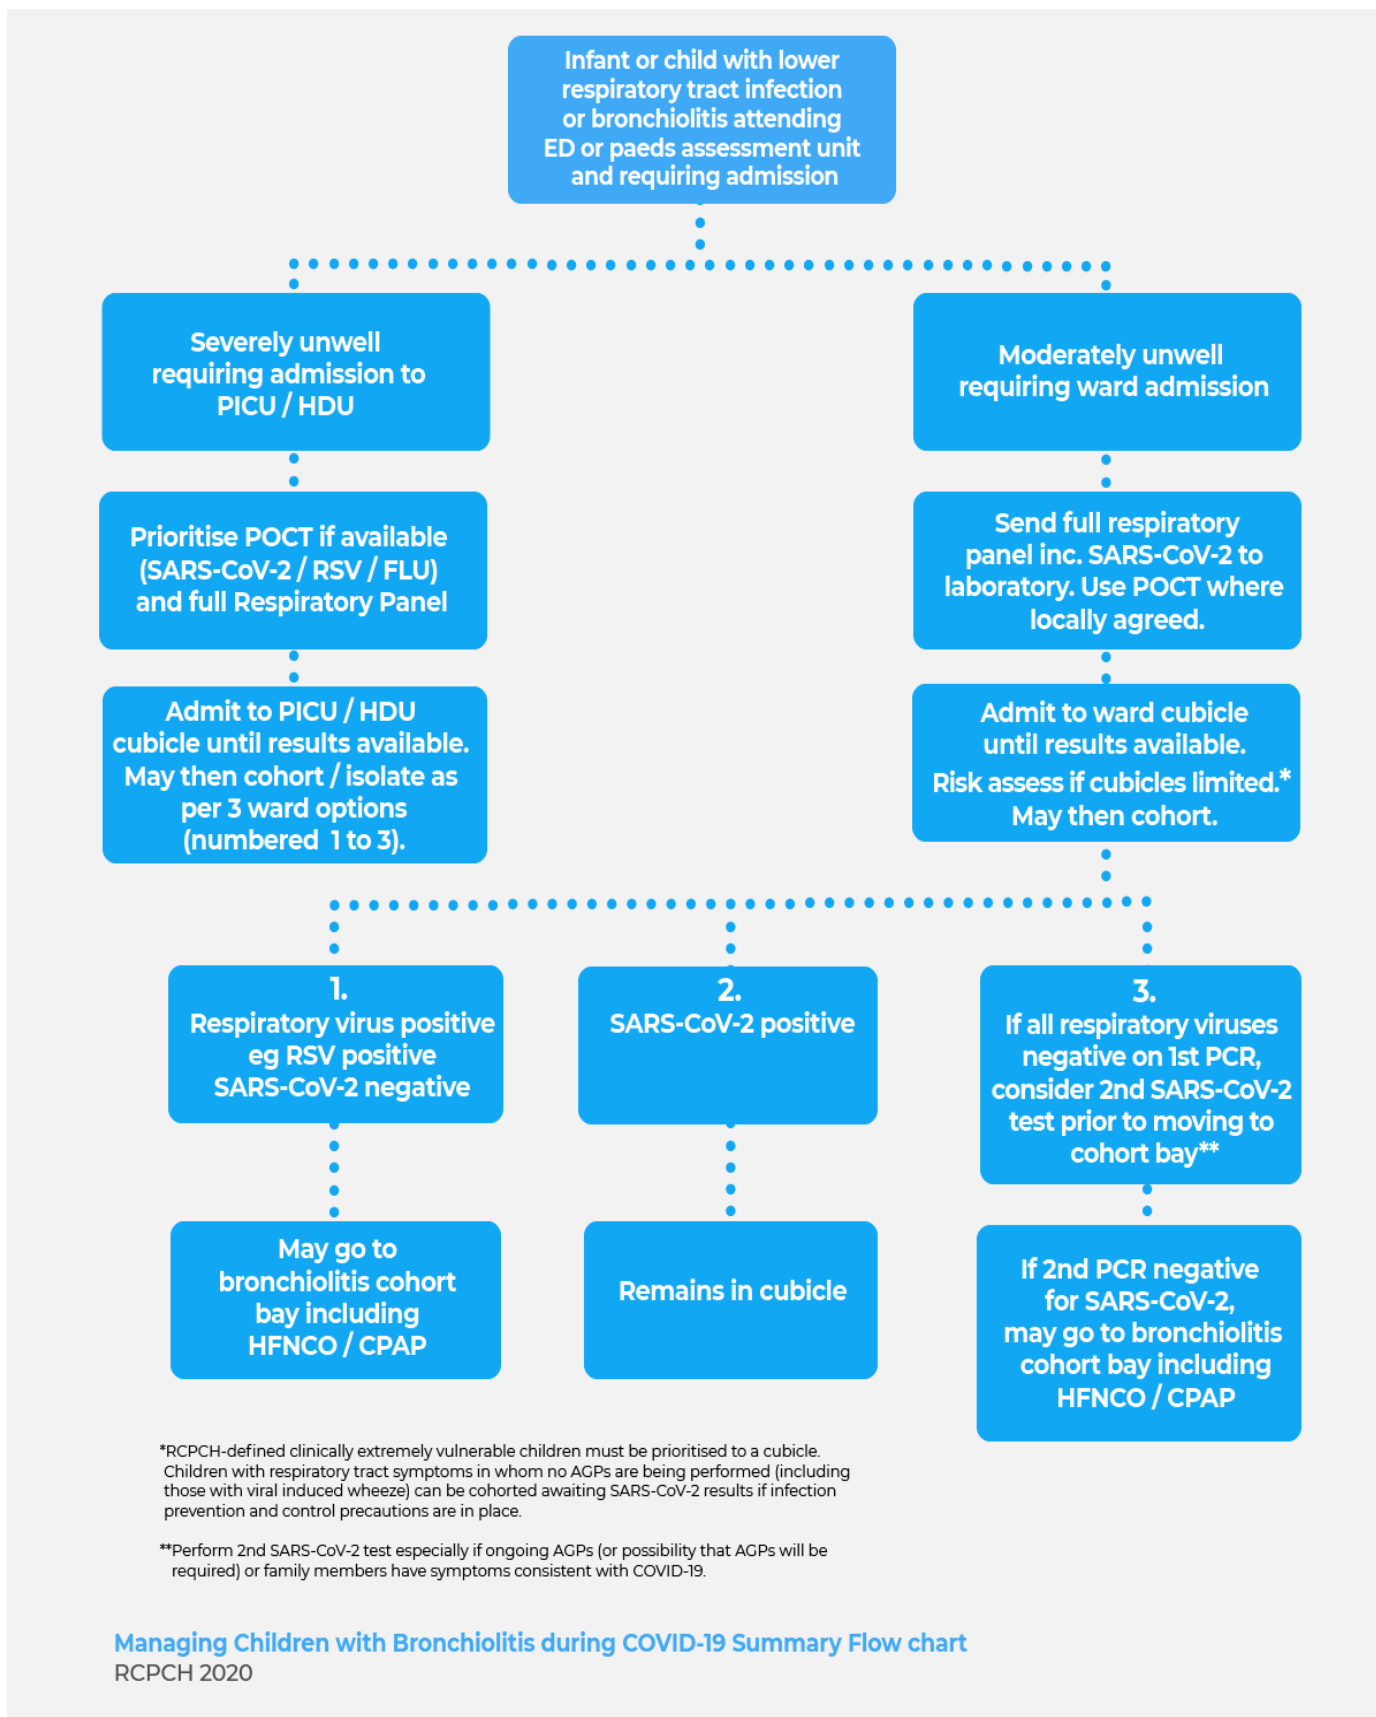 Infant or child with lower
respiratory tract infection
or bronchiolitis attending
ED or paeds assessment unit
and requiring admission
Severely unwell
requiring admission to
PICU / HDU
Moderately unwell
requiring ward admission
Prioritise POCT if available
(SARS-CoV-2 / RSV / FLU)
and full Respiratory Panel
Send full respiratory
panel inc. SARS-CoV-2 to
laboratory. Use POCT where
locally agreed.
Admit to PICU / HDU
cubicle until results available.
May then cohort / isolate as
per 3 ward options
(numbered 1 to 3).
Admit to ward cubicle
until results available.
Risk assess if cubicles limited.*
May then cohort.
1.
Respiratory virus positive
eg RSV positive
SARS-CoV-2 negative
2.
SARS-CoV-2 positive
3.
If all respiratory viruses
negative on 1st PCR,
consider 2nd SARS-CoV-2
test prior to moving to
cohort bay**
May go to
bronchiolitis cohort
bay including
HFNCO / CPAP
Remains in cubicle
If 2nd PCR negative
for SARS-CoV-2,
may go to bronchiolitis
cohort bay including
HFNCO / CPAP
*RCPCH-defined clinically extremely vulnerable children must be prioritised to a cubicle.
Children with respiratory tract symptoms in whom no AGPs are being performed (including
those with viral induced wheeze) can be cohorted awaiting SARS-CoV-2 results if infection
prevention and control precautions are in place.
**Perform 2nd SARS-CoV-2 test especially if ongoing AGPs (or possibility that AGPs will be
required) or family members have symptoms consistent with COVID-19.
Managing Children with Bronchiolitis during COVID-19 Summary Flow chart
RCPCH 2020